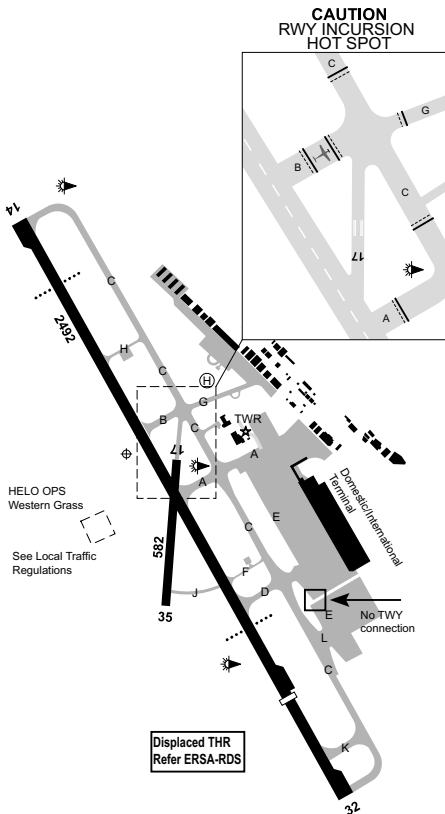 CAUTION
RWY INCURSION
HOT SPOT
C
G
B
C
17
A
14
C
2492
H
C
H
G
B
C
TWR
17
A
A
HELO OPS
Western Grass
See Local Traffic
Regulations
582
C
E
Domestic/International
Terminal
F
J
D
35
E
No TWY
connection
L
C
Displaced THR
Refer ERSA-RDS
K
32